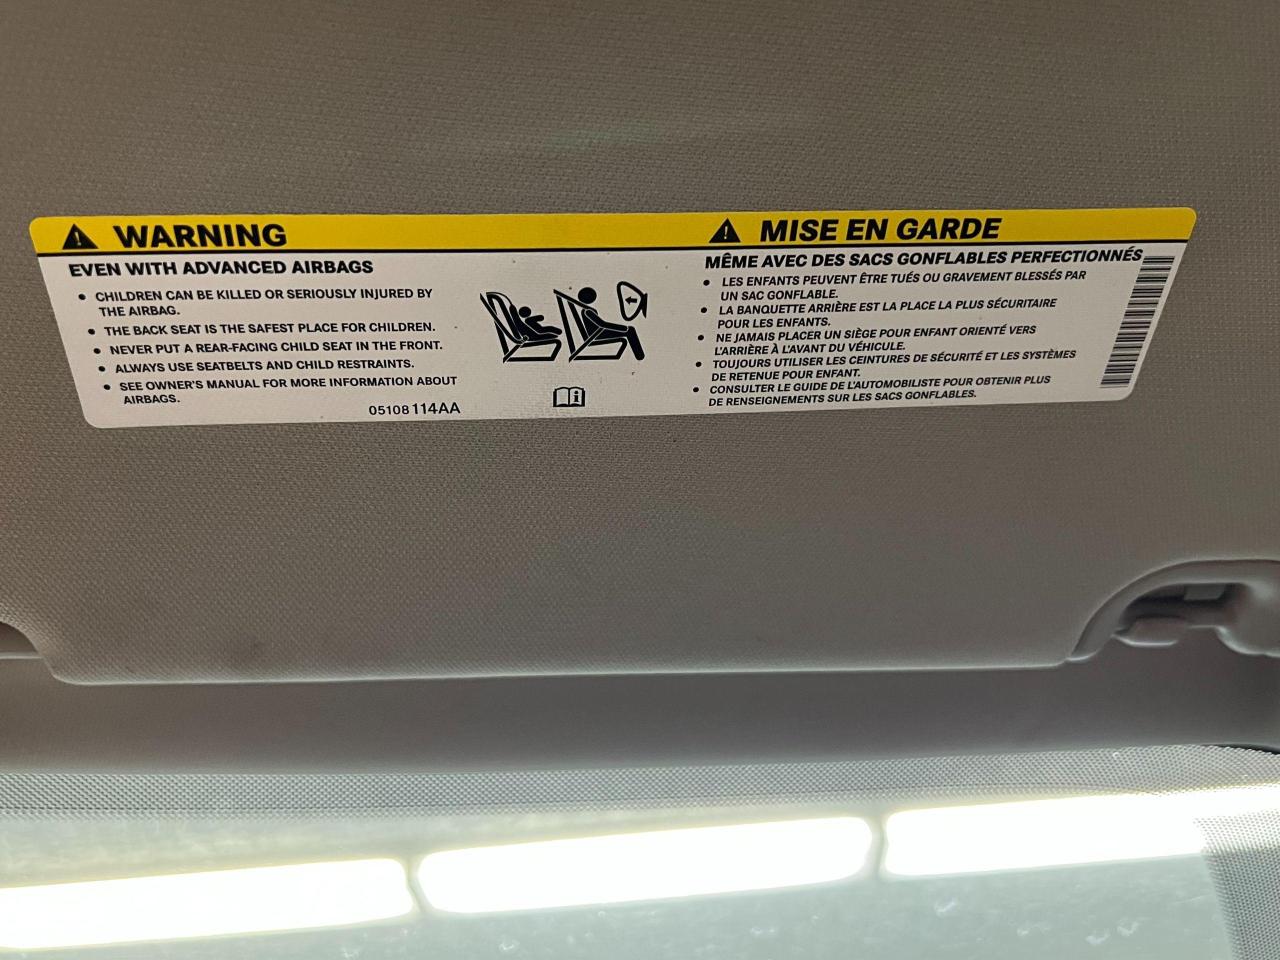 WARNING
EVEN WITH ADVANCED AIRBAGS
• CHILDREN CAN BE KILLED OR SERIOUSLY INJURED BY
THE AIRBAG.
• THE BACK SEAT IS THE SAFEST PLACE FOR CHILDREN.
• NEVER PUT A REAR-FACING CHILD SEAT IN THE FRONT.
• ALWAYS USE SEATBELTS AND CHILD RESTRAINTS.
• SEE OWNER'S MANUAL FOR MORE INFORMATION ABOUT
AIRBAGS.
05108114AA
MISE EN GARDE
MÊME AVEC DES SACS GONFLABLES PERFECTIONNÉS
• LES ENFANTS PEUVENT ÊTRE TUÉS OU GRAVEMENT BLESSÉS PAR
UN SAC GONFLABLE.
• LA BANQUETTE ARRIÈRE EST LA PLACE LA PLUS SÉCURITAIRE
POUR LES ENFANTS.
• NE JAMAIS PLACER UN SIÈGE POUR ENFANT ORIENTÉ VERS
L'ARRIÈRE À L'AVANT DU VÉHICULE.
• TOUJOURS UTILISER LES CEINTURES DE SÉCURITÉ ET LES SYSTÈMES
DE RETENUE POUR ENFANT.
• CONSULTER LE GUIDE DE L'AUTOMOBILISTE POUR OBTENIR PLUS
DE RENSEIGNEMENTS SUR LES SACS GONFLABLES.